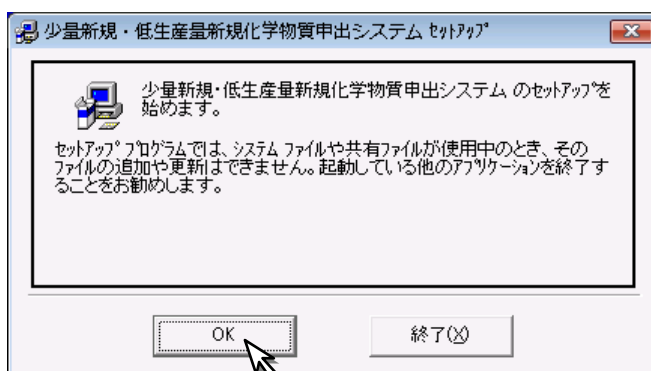 少量新規・低生産量新規化学物質申出システム ｾｯﾄｱｯﾌﾟ
少量新規・低生産量新規化学物質申出システム のｾｯﾄｱｯﾌﾟを
始めます。
ｾｯﾄｱｯﾌﾟ ﾌﾟﾛｸﾞﾗﾑでは、ｼｽﾃﾑ ﾌｧｲﾙや共有ﾌｧｲﾙが使用中のとき、その
ﾌｧｲﾙの追加や更新はできません。起動している他のｱﾌﾟﾘｹｰｼｮﾝを終了す
ることをお勧めします。
OK
終了(X)